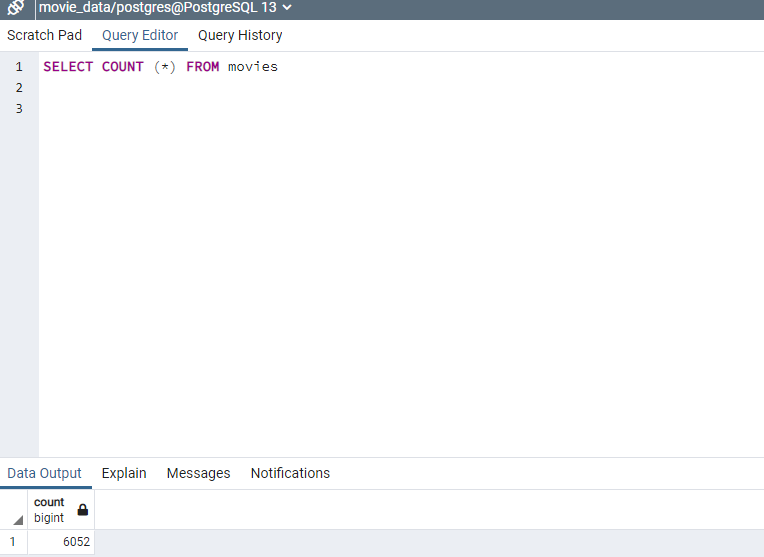 movie_data/postgres@PostgreSQL 13
Scratch Pad Query Editor Query History
1 SELECT COUNT (*) FROM movies
2
3
Data Output Explain Messages Notifications
count
bigint
1 6052